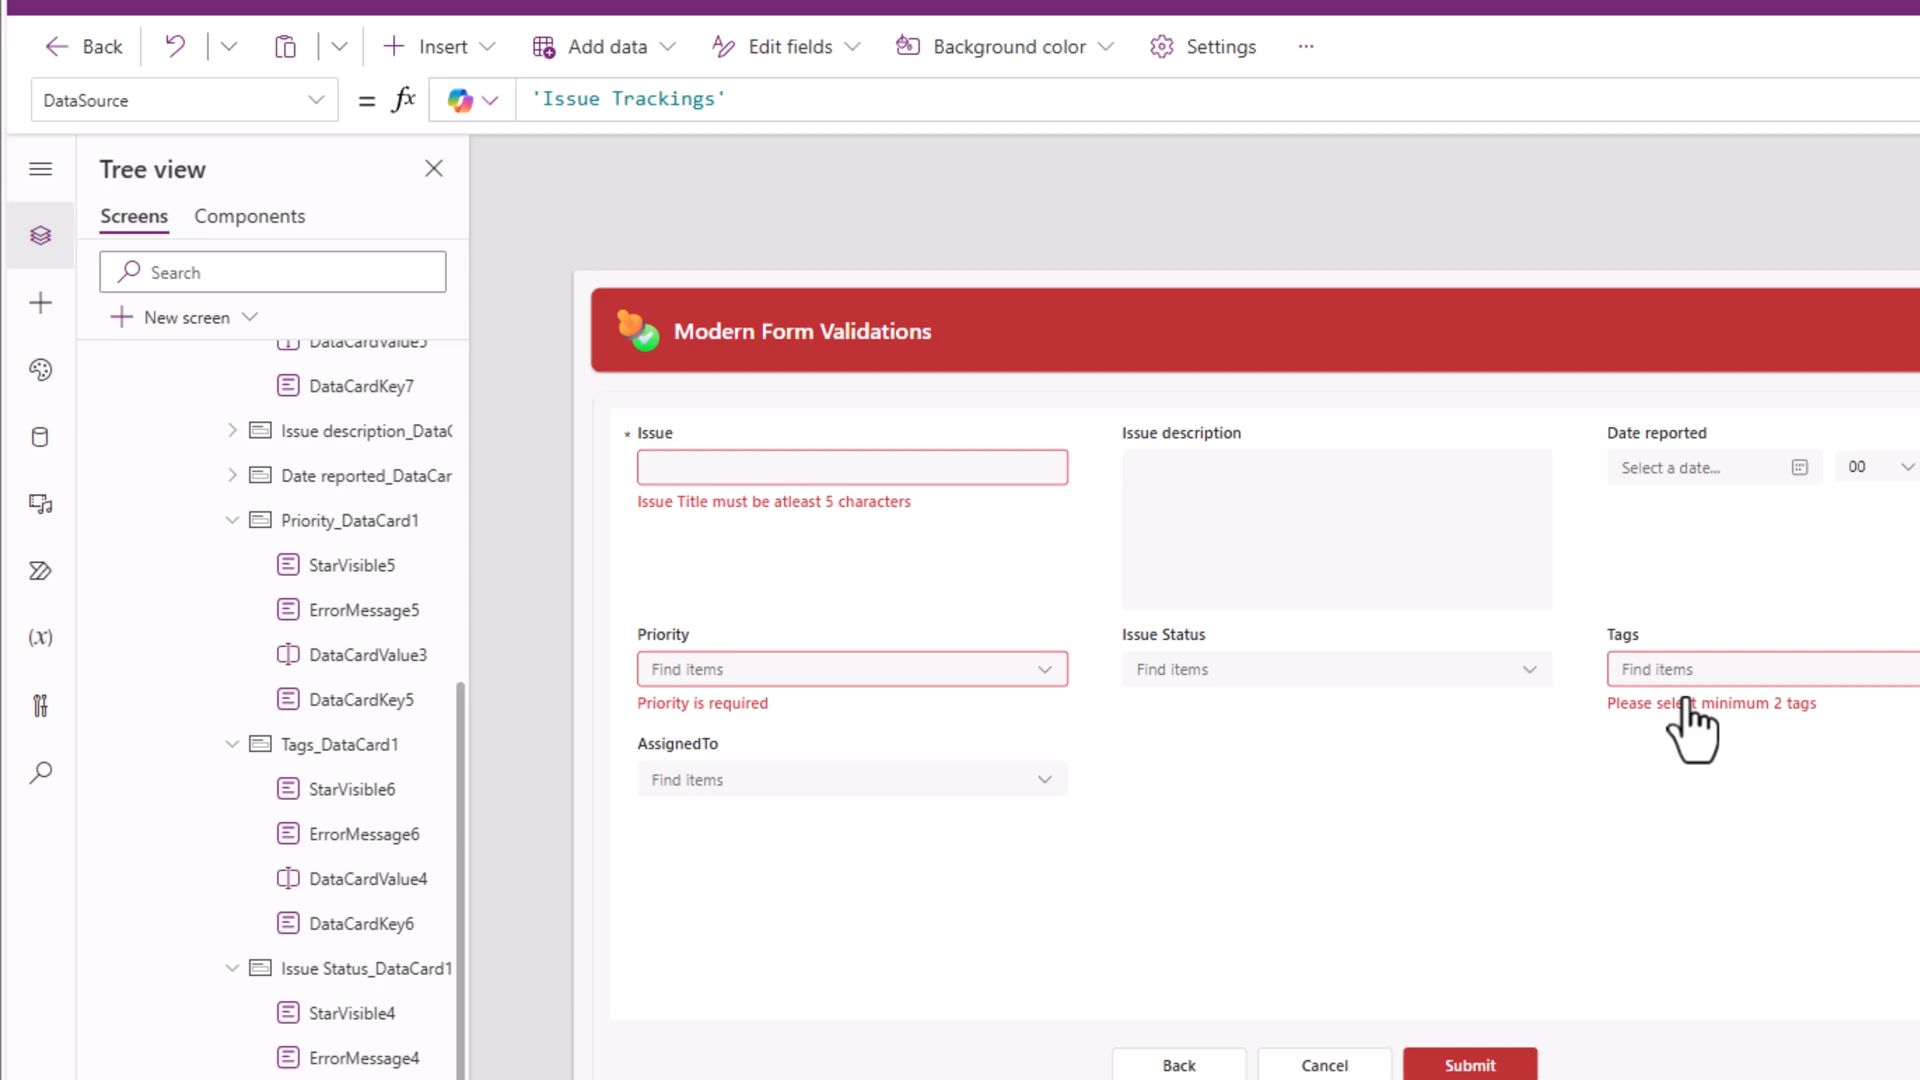 Back
Insert
Add data
Edit fields
Background color
Settings
DataSource
= fx
'Issue Trackings'
Tree view
Screens
Components
Search
New screen
DataCardValue5
DataCardKey7
Issue description_DataC
Date reported_DataCar
Priority_DataCard1
StarVisible5
ErrorMessage5
DataCardValue3
DataCardKey5
Tags_DataCard1
StarVisible6
ErrorMessage6
DataCardValue4
DataCardKey6
Issue Status_DataCard1
StarVisible4
ErrorMessage4
Modern Form Validations
* Issue
Issue Title must be atleast 5 characters
Issue description
Date reported
Select a date...
00
Priority
Find items
Priority is required
Issue Status
Find items
Tags
Find items
Please select minimum 2 tags
AssignedTo
Find items
Back
Cancel
Submit